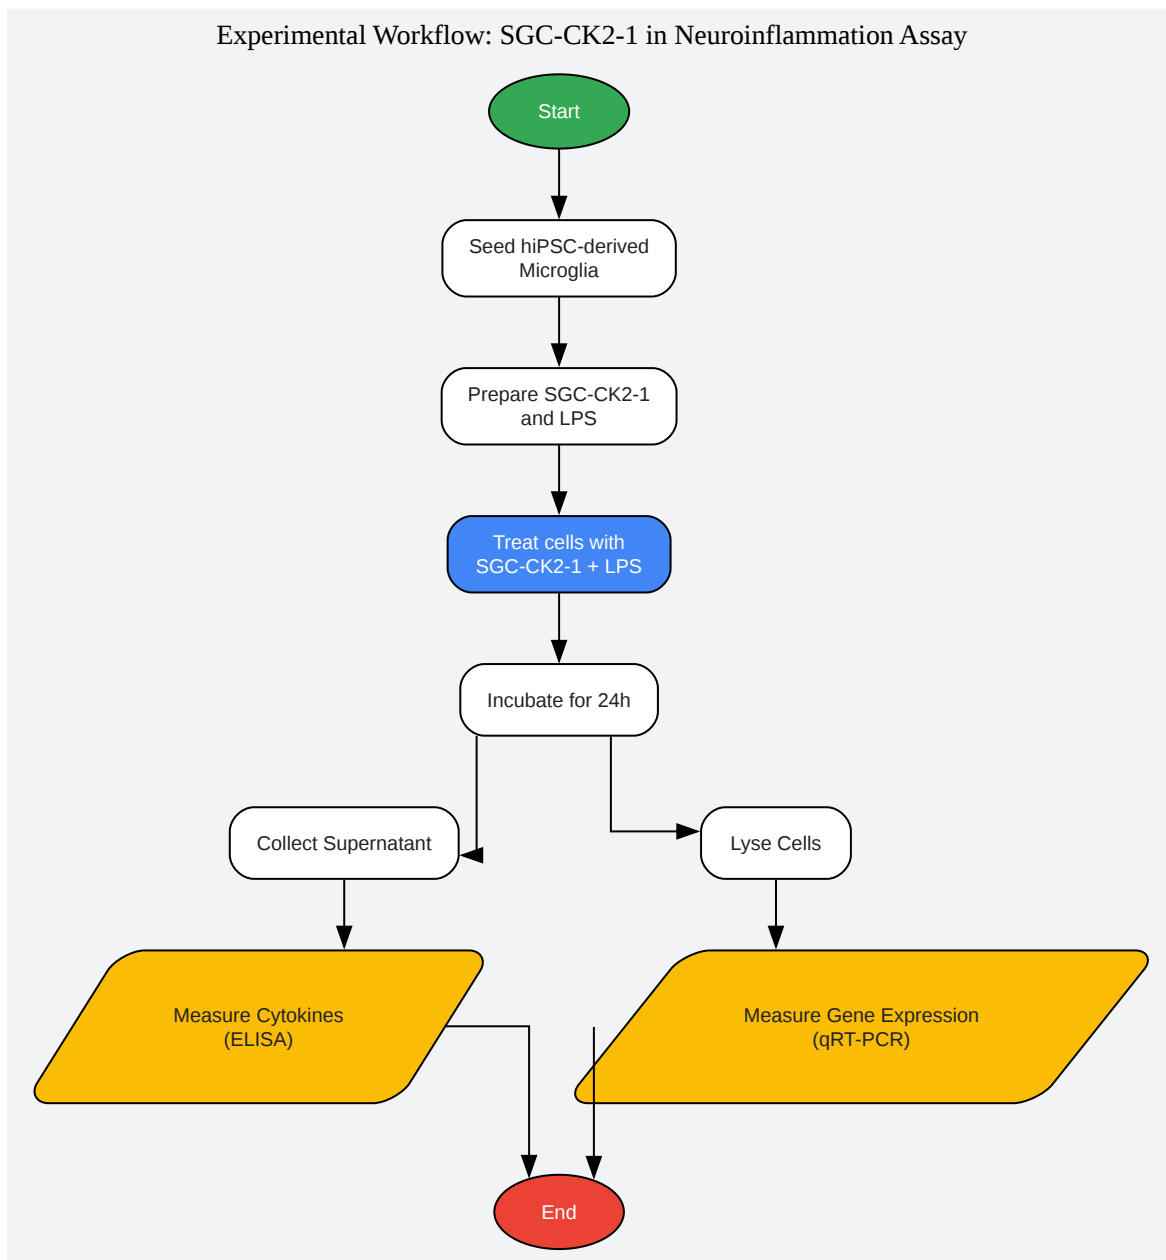 Experimental Workflow: SGC-CK2-1 in Neuroinflammation Assay
Start
Seed hiPSC-derived
Microglia
Prepare SGC-CK2-1
and LPS
Treat cells with
SGC-CK2-1 + LPS
Incubate for 24h
Collect Supernatant
Lyse Cells
Measure Cytokines
(ELISA)
Measure Gene Expression
(qRT-PCR)
End